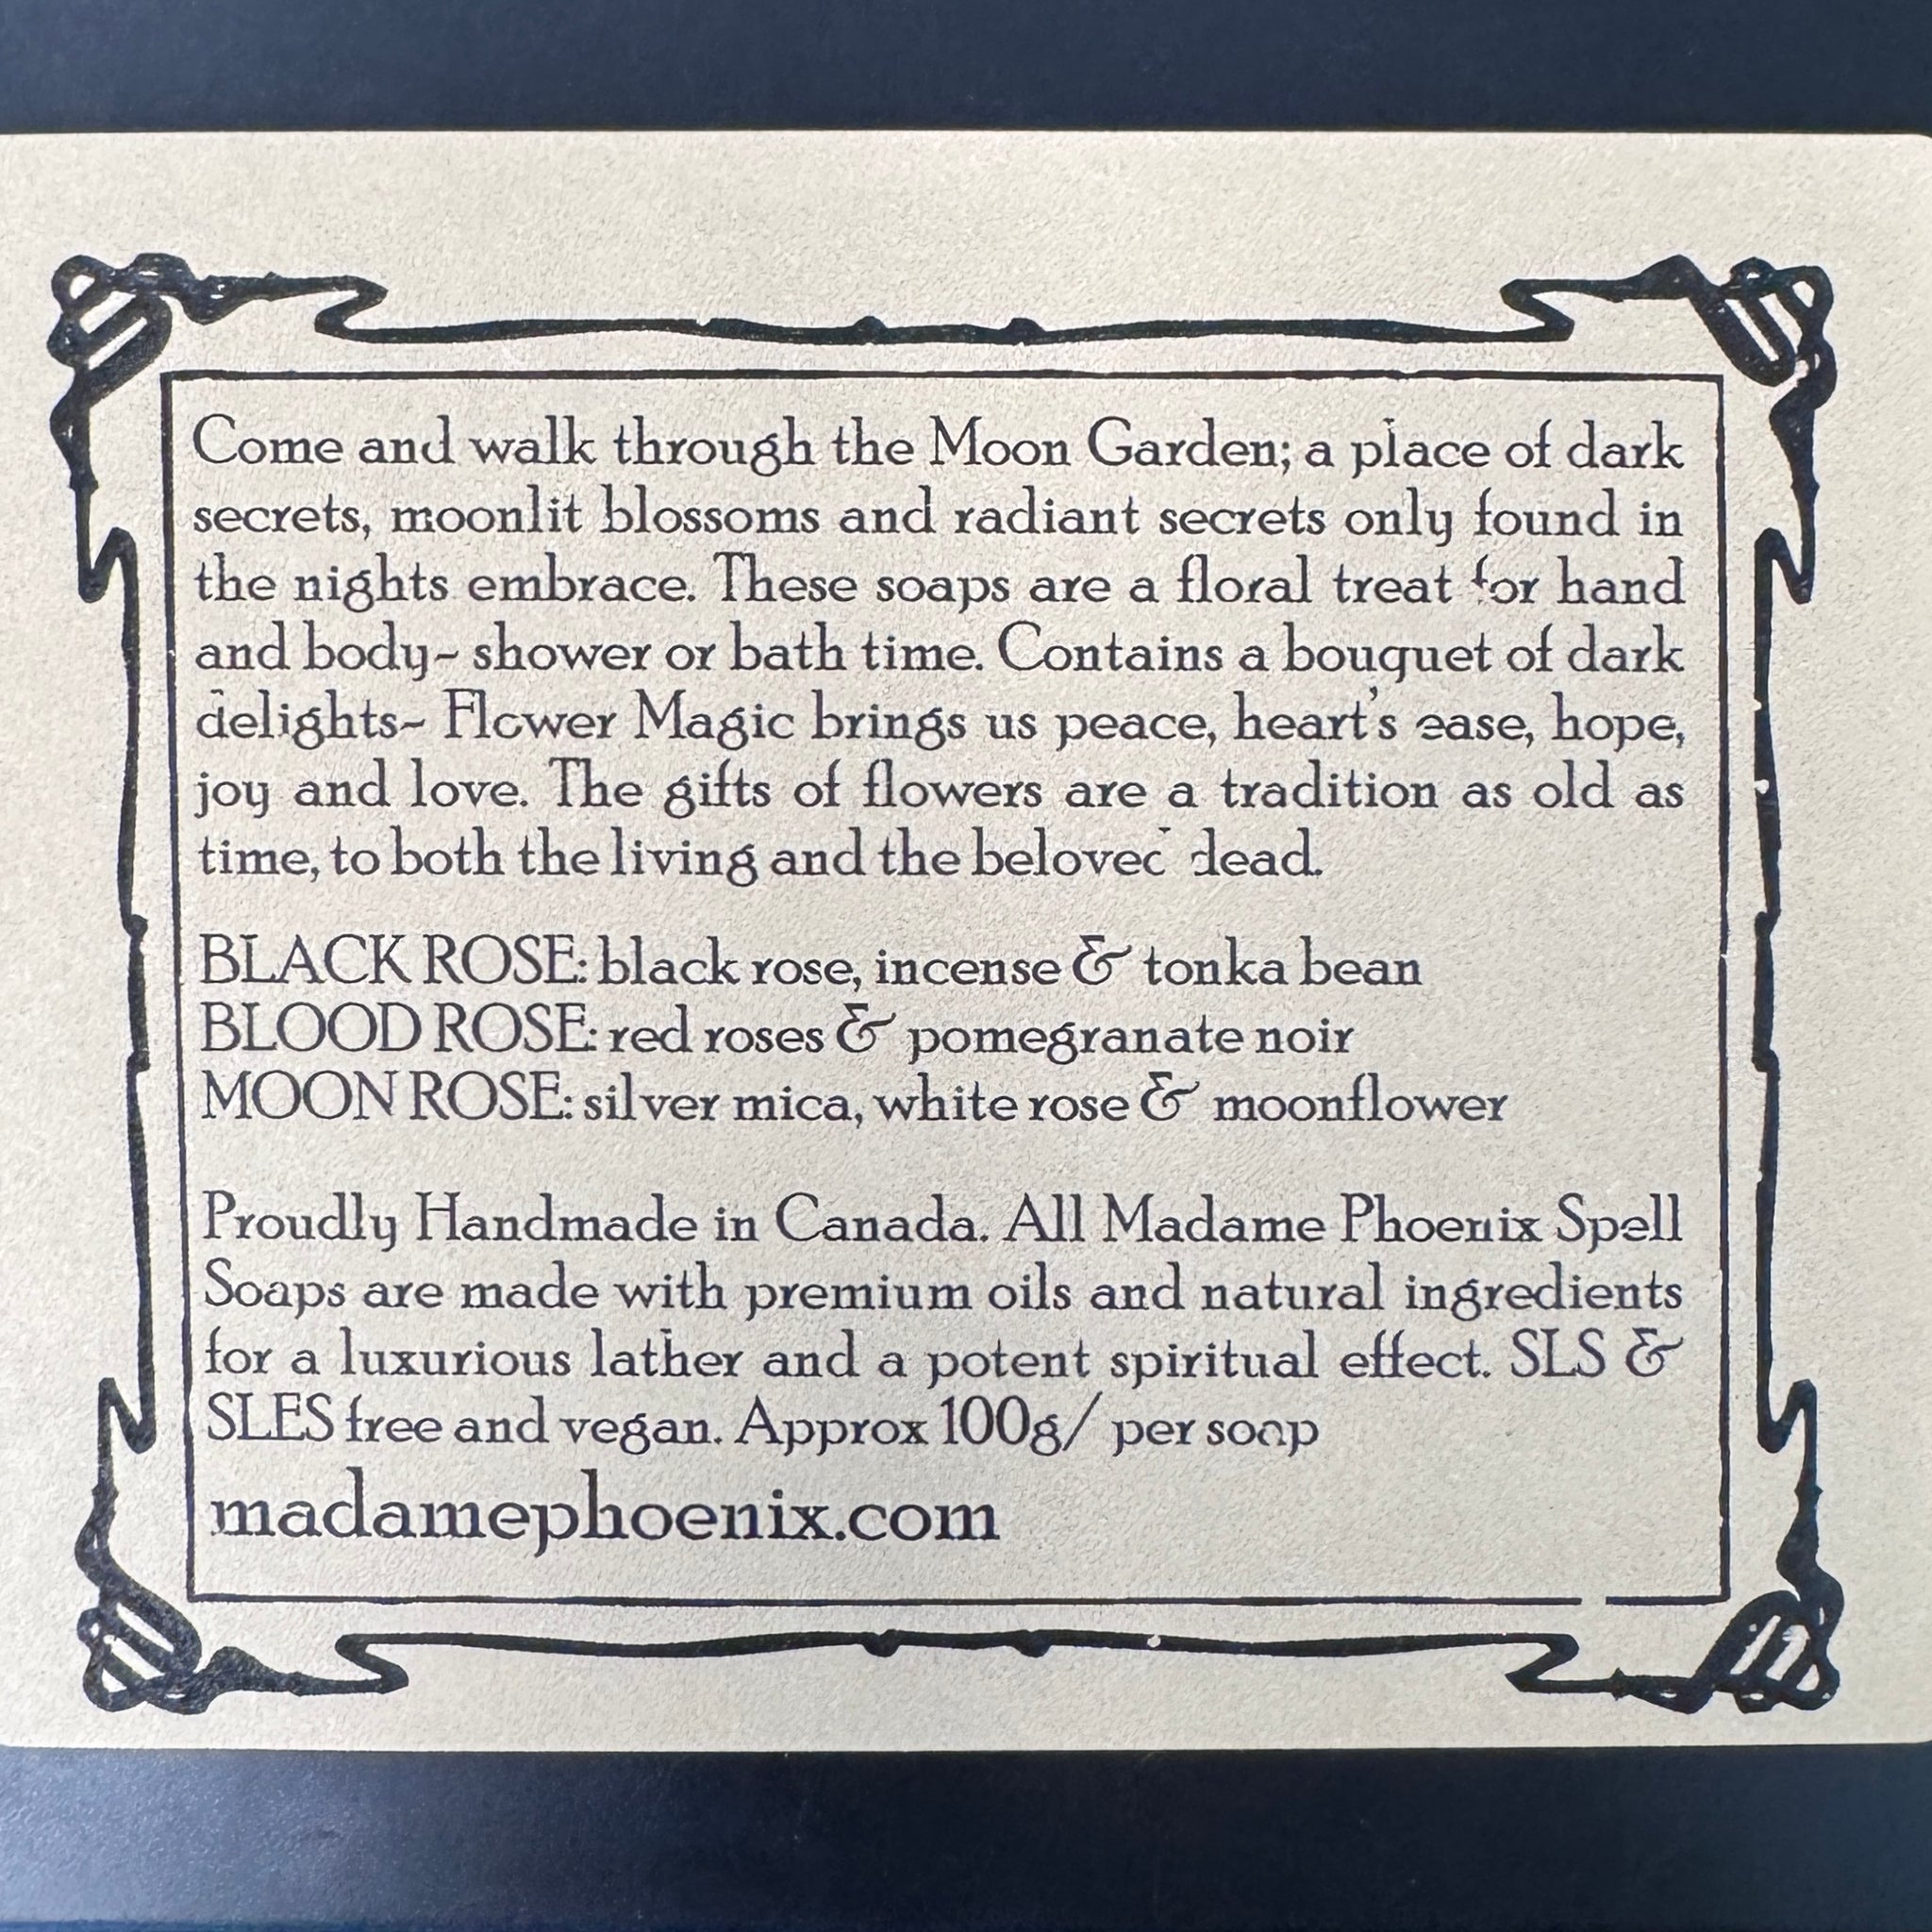 Come and walk through the Moon Garden; a place of dark
secrets, moonlit blossoms and radiant secrets only found in
the nights embrace. These soaps are a floral treat for hand
and body~ shower or bath time. Contains a bouquet of dark
delights~ Flower Magic brings us peace, heart's ease, hope,
joy and love. The gifts of flowers are a tradition as old as
time, to both the living and the beloved dead.
BLACK ROSE: black rose, incense & tonka bean
BLOOD ROSE: red roses & pomegranate noir
MOON ROSE: silver mica, white rose & moonflower
Proudly Handmade in Canada. All Madame Phoenix Spell
Soaps are made with premium oils and natural ingredients
for a luxurious lather and a potent spiritual effect. SLS &
SLES free and vegan. Approx 100g/ per soap
madamephoenix.com